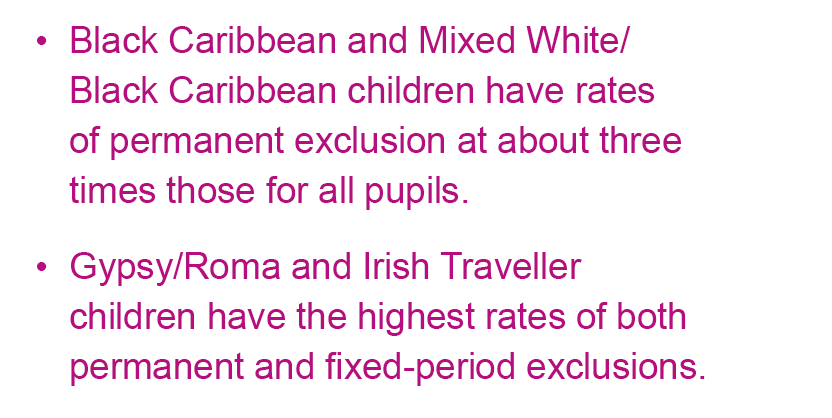 • Black Caribbean and Mixed White/
Black Caribbean children have rates
of permanent exclusion at about three
times those for all pupils.
• Gypsy/Roma and Irish Traveller
children have the highest rates of both
permanent and fixed-period exclusions.